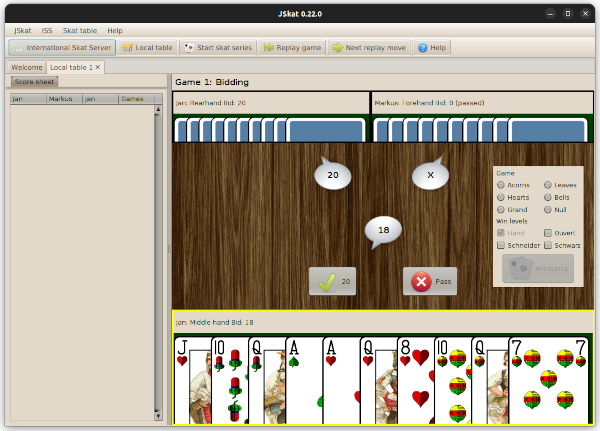 JSkat 0.22.0
JSkat ISS Skat table Help
International Skat Server Local table Start skat series Replay game Next replay move Help
Welcome Local table 1
Score sheet
Jan Markus Jan Games
Game 1: Bidding
Jan: Rearhand Bid: 20 Markus: Forehand Bid: 0 (passed)
20 X
18
Game
Acorns Leaves
Hearts Bells
Grand Null
Win levels
Hand Ouvert
Schneider Schwarz
Announce
20 Pass
Jan: Middle hand Bid: 18
J 10 Q A A Q 8 10 Q 7 7